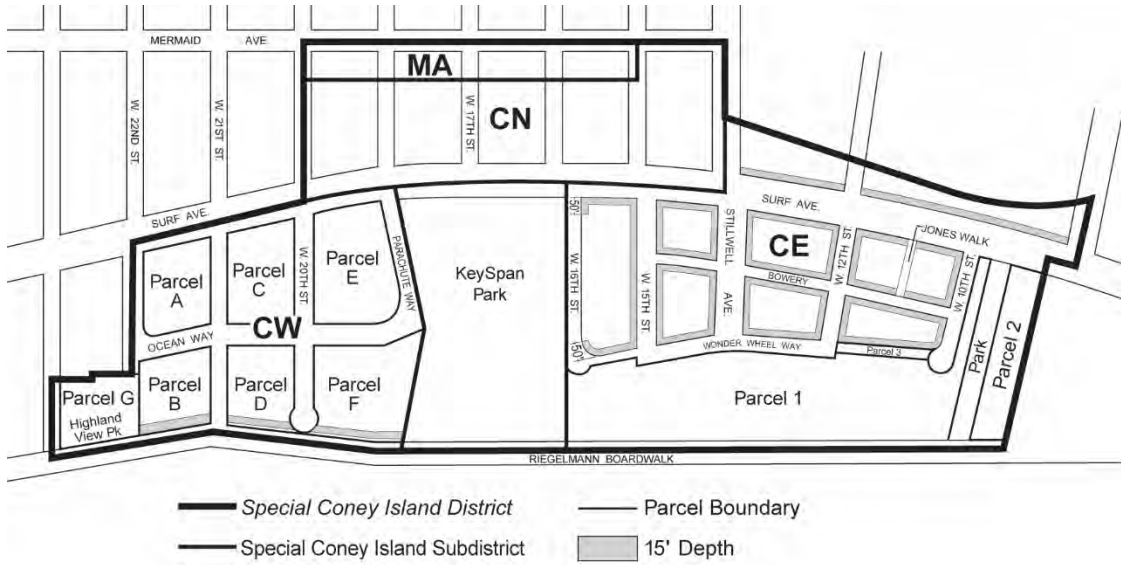 MERMAID AVE.
MA
W. 22ND ST.
W. 21ST ST.
W. 17TH ST.
CN
SURF AVE.
SURF AVE.
JONES WALK
50'
STILLWELL AVE.
CE
W. 12TH ST.
W. 10TH ST.
W. 20TH ST.
PARACHUTE WAY
Parcel
E
Parcel
A
Parcel
C
KeySpan
Park
W. 16TH ST.
W. 15TH ST.
BOWERY
CW
OCEAN WAY
50'
WONDER WHEEL WAY
Parcel 3
Park
Parcel 2
Parcel G
Highland
View Pk
Parcel
B
Parcel
D
Parcel
F
Parcel 1
RIEGELMANN BOARDWALK
Special Coney Island District
Parcel Boundary
Special Coney Island Subdistrict
15' Depth